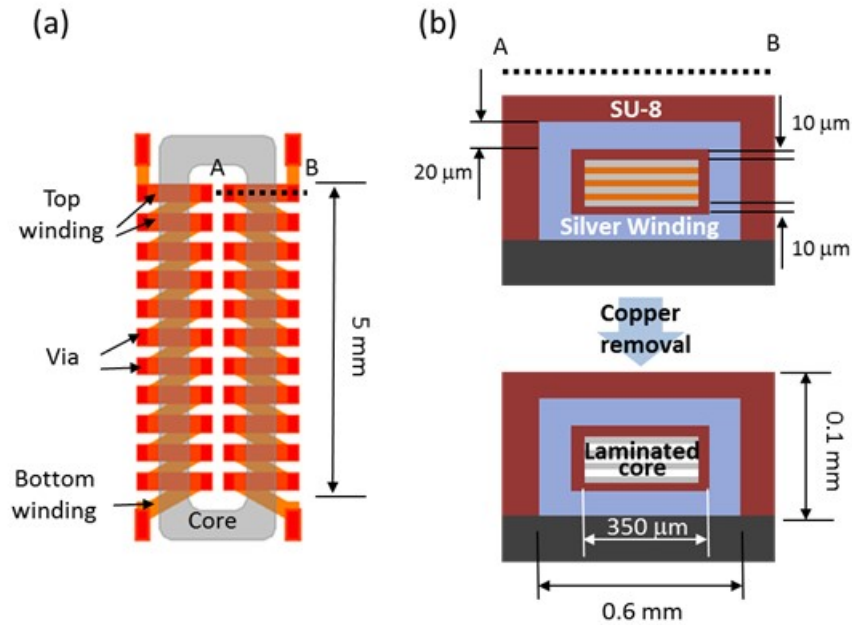 (a)
A
B
Top
winding
Via
5 mm
Bottom
winding
Core
(b)
A
B
SU-8
10 μm
20 μm
Silver Winding
10 μm
Copper
removal
Laminated
core
0.1 mm
350 μm
0.6 mm